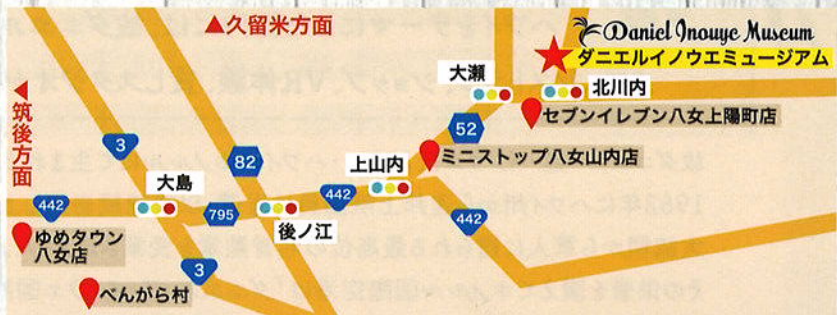 ▲久留米方面
Daniel Inouye Museum
ダニエルイノウエミュージアム
大瀬
北川内
セブンイレブン八女上陽町店
◀筑後方面
3
82
52
上山内
ミニストップ八女山内店
大島
442
442
795
後ノ江
442
ゆめタウン
八女店
3
べんがら村